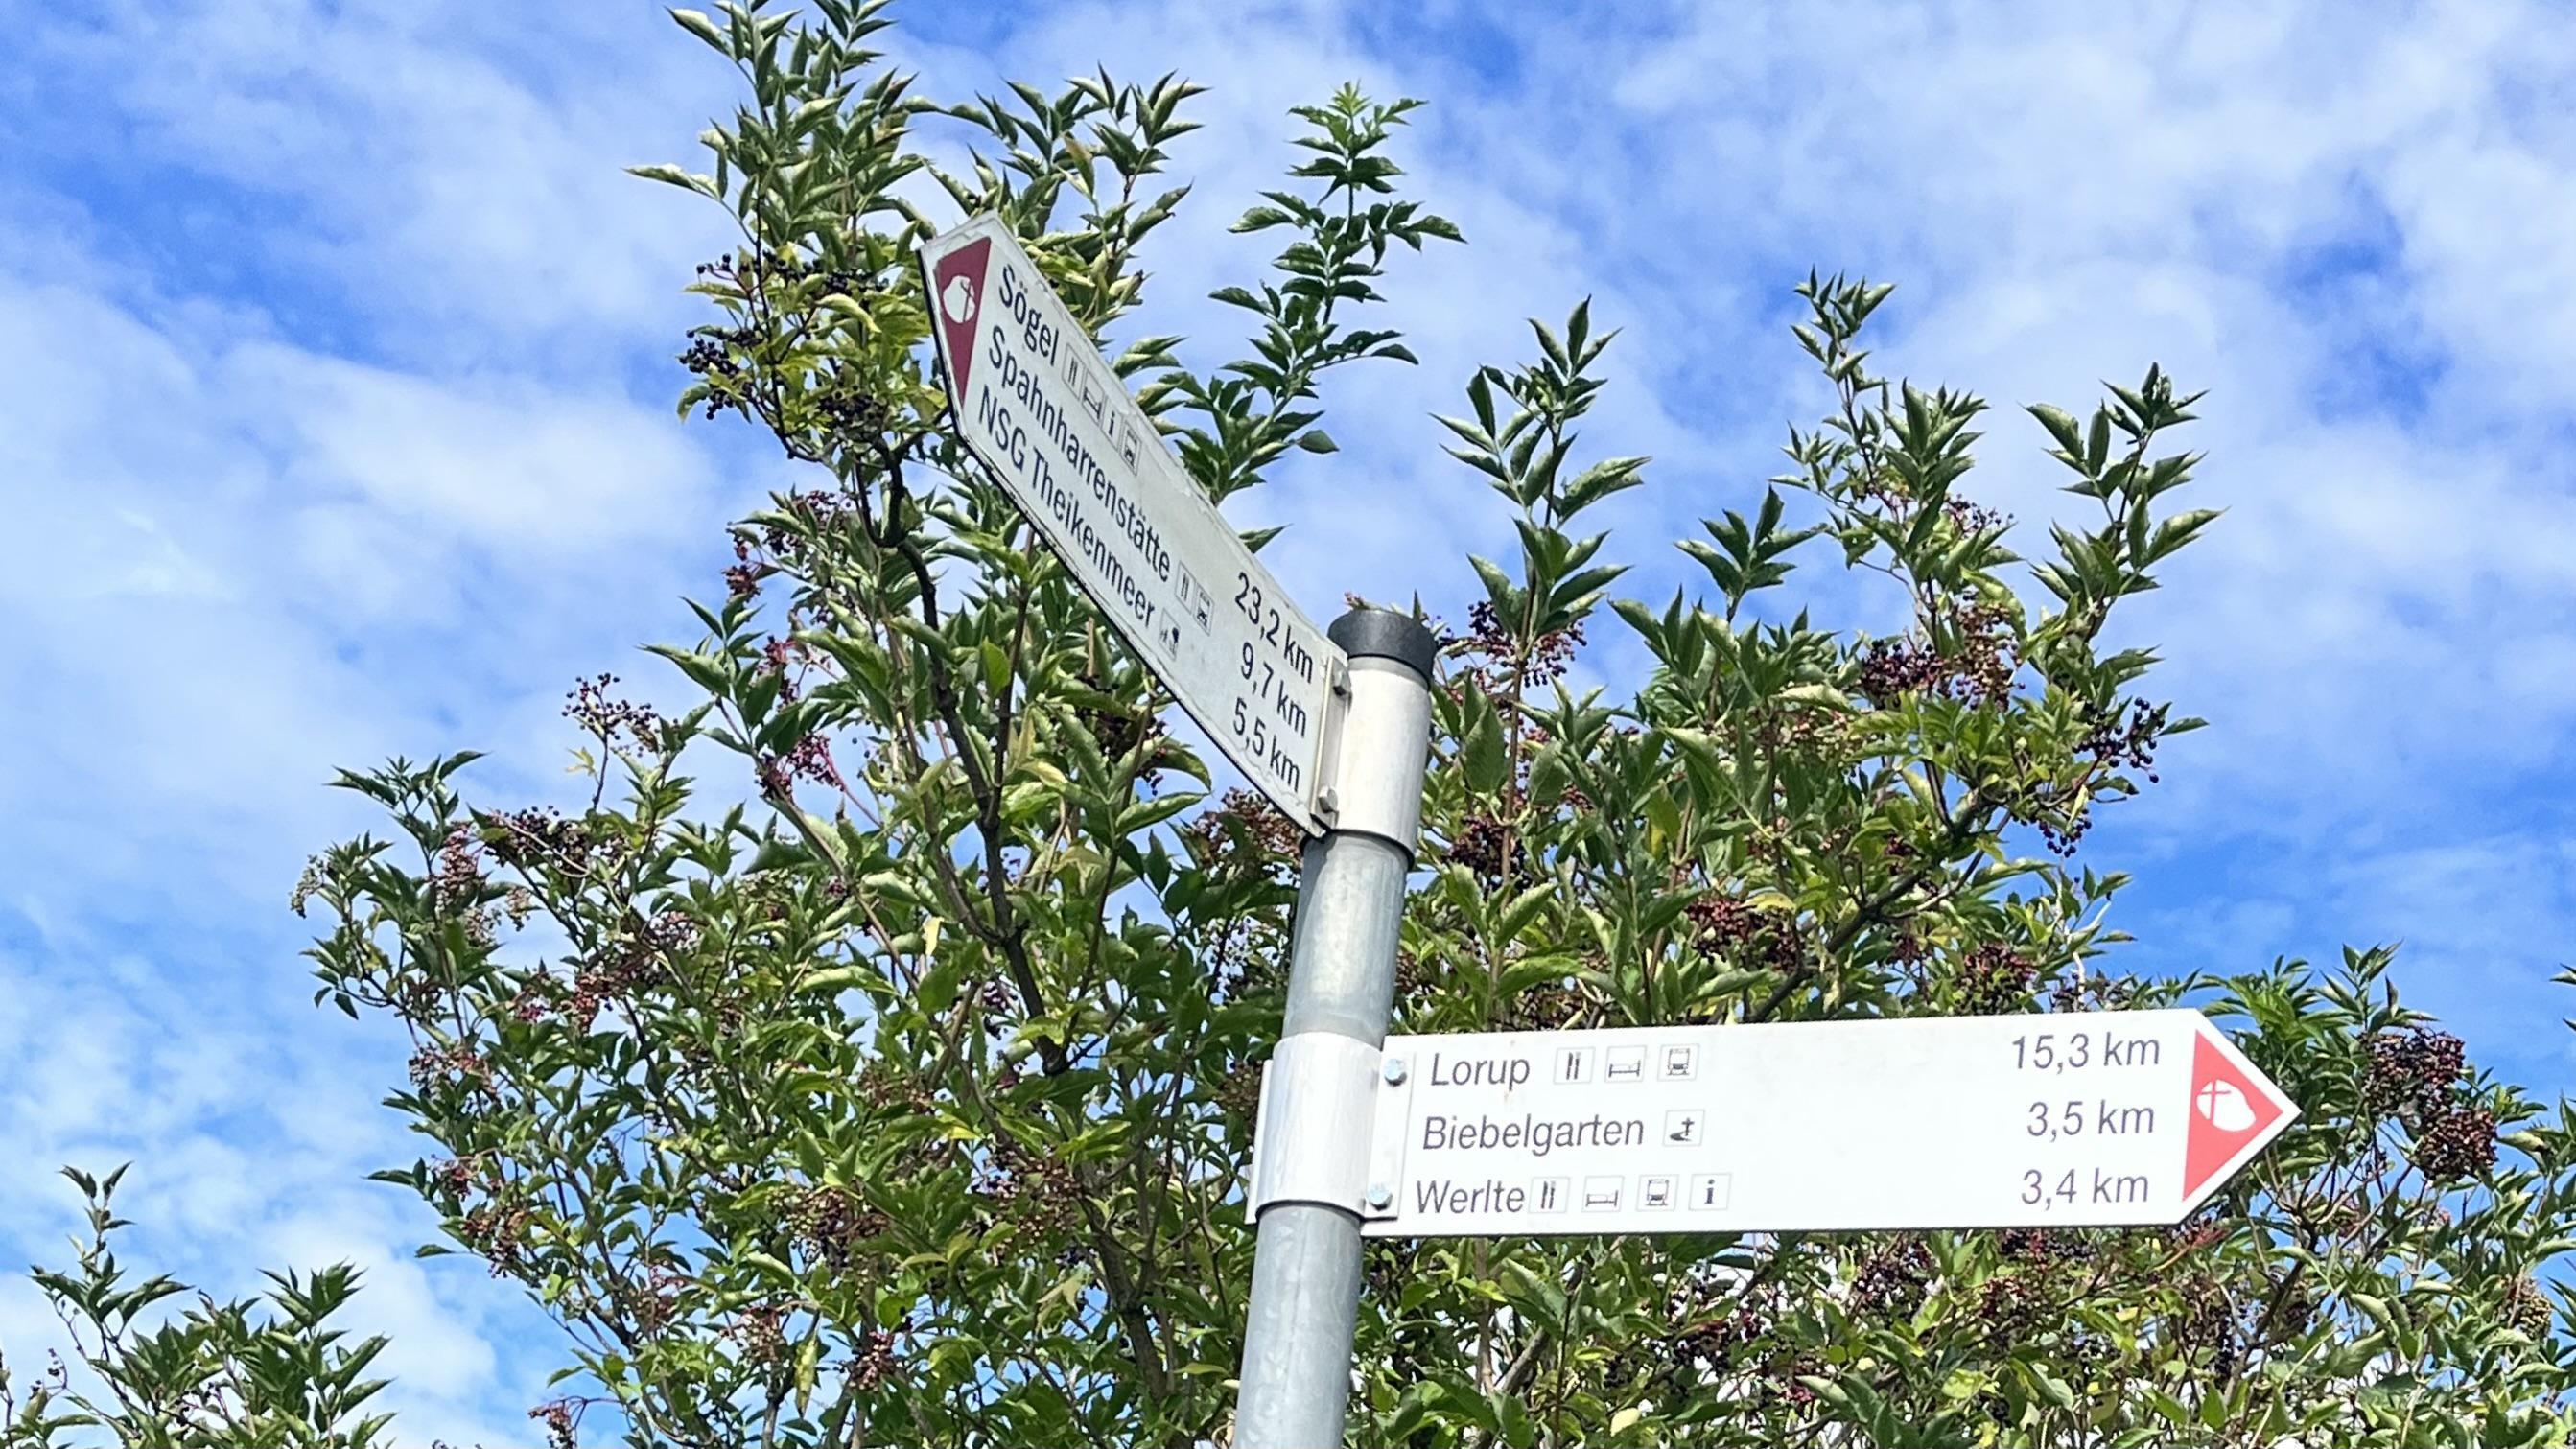 Sögel 23,2 km
Spahnharrenstätte 9,7 km
NSG Theikenmeer 5,5 km
Lorup 15,3 km
Biebelgarten 3,5 km
Werlte i 3,4 km